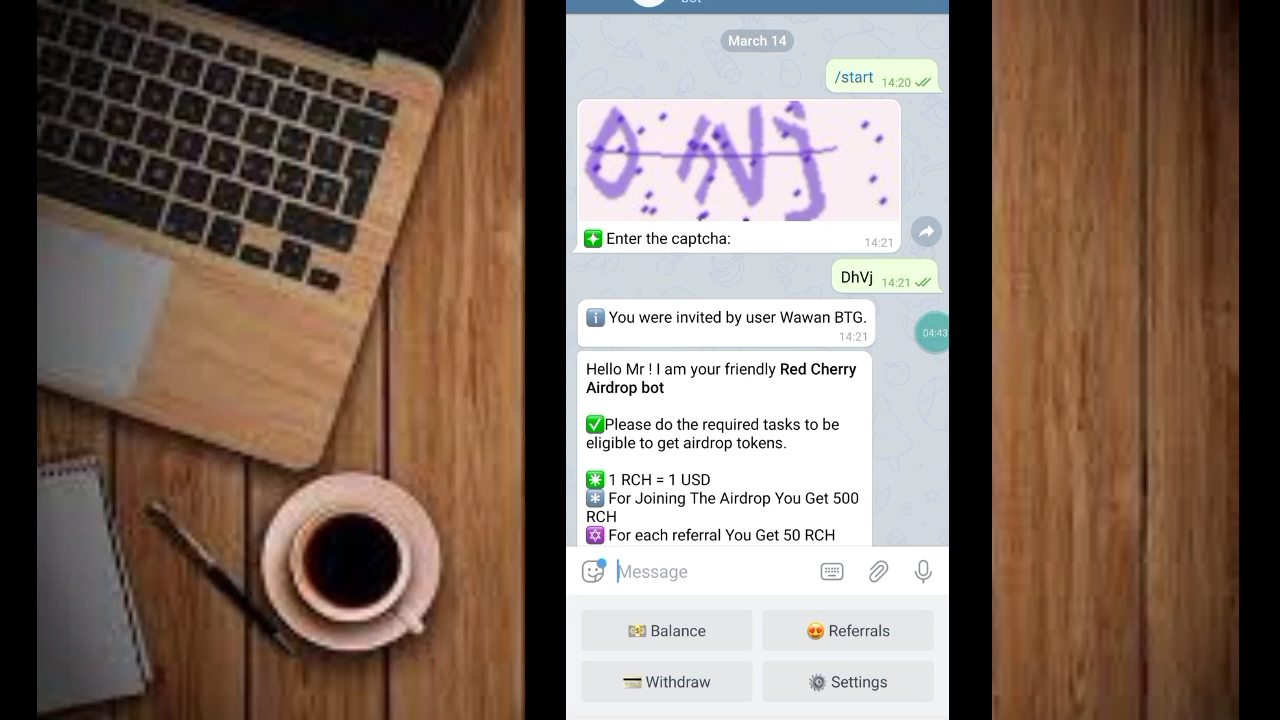 March 14
/start 14:20
Enter the captcha: 14:21
DhVj 14:21
You were invited by user Wawan BTG.
14:21
04:43
Hello Mr ! I am your friendly Red Cherry
Airdrop bot
Please do the required tasks to be
eligible to get airdrop tokens.
1 RCH = 1 USD
For Joining The Airdrop You Get 500
RCH
For each referral You Get 50 RCH
Message
Balance
Referrals
Withdraw
Settings